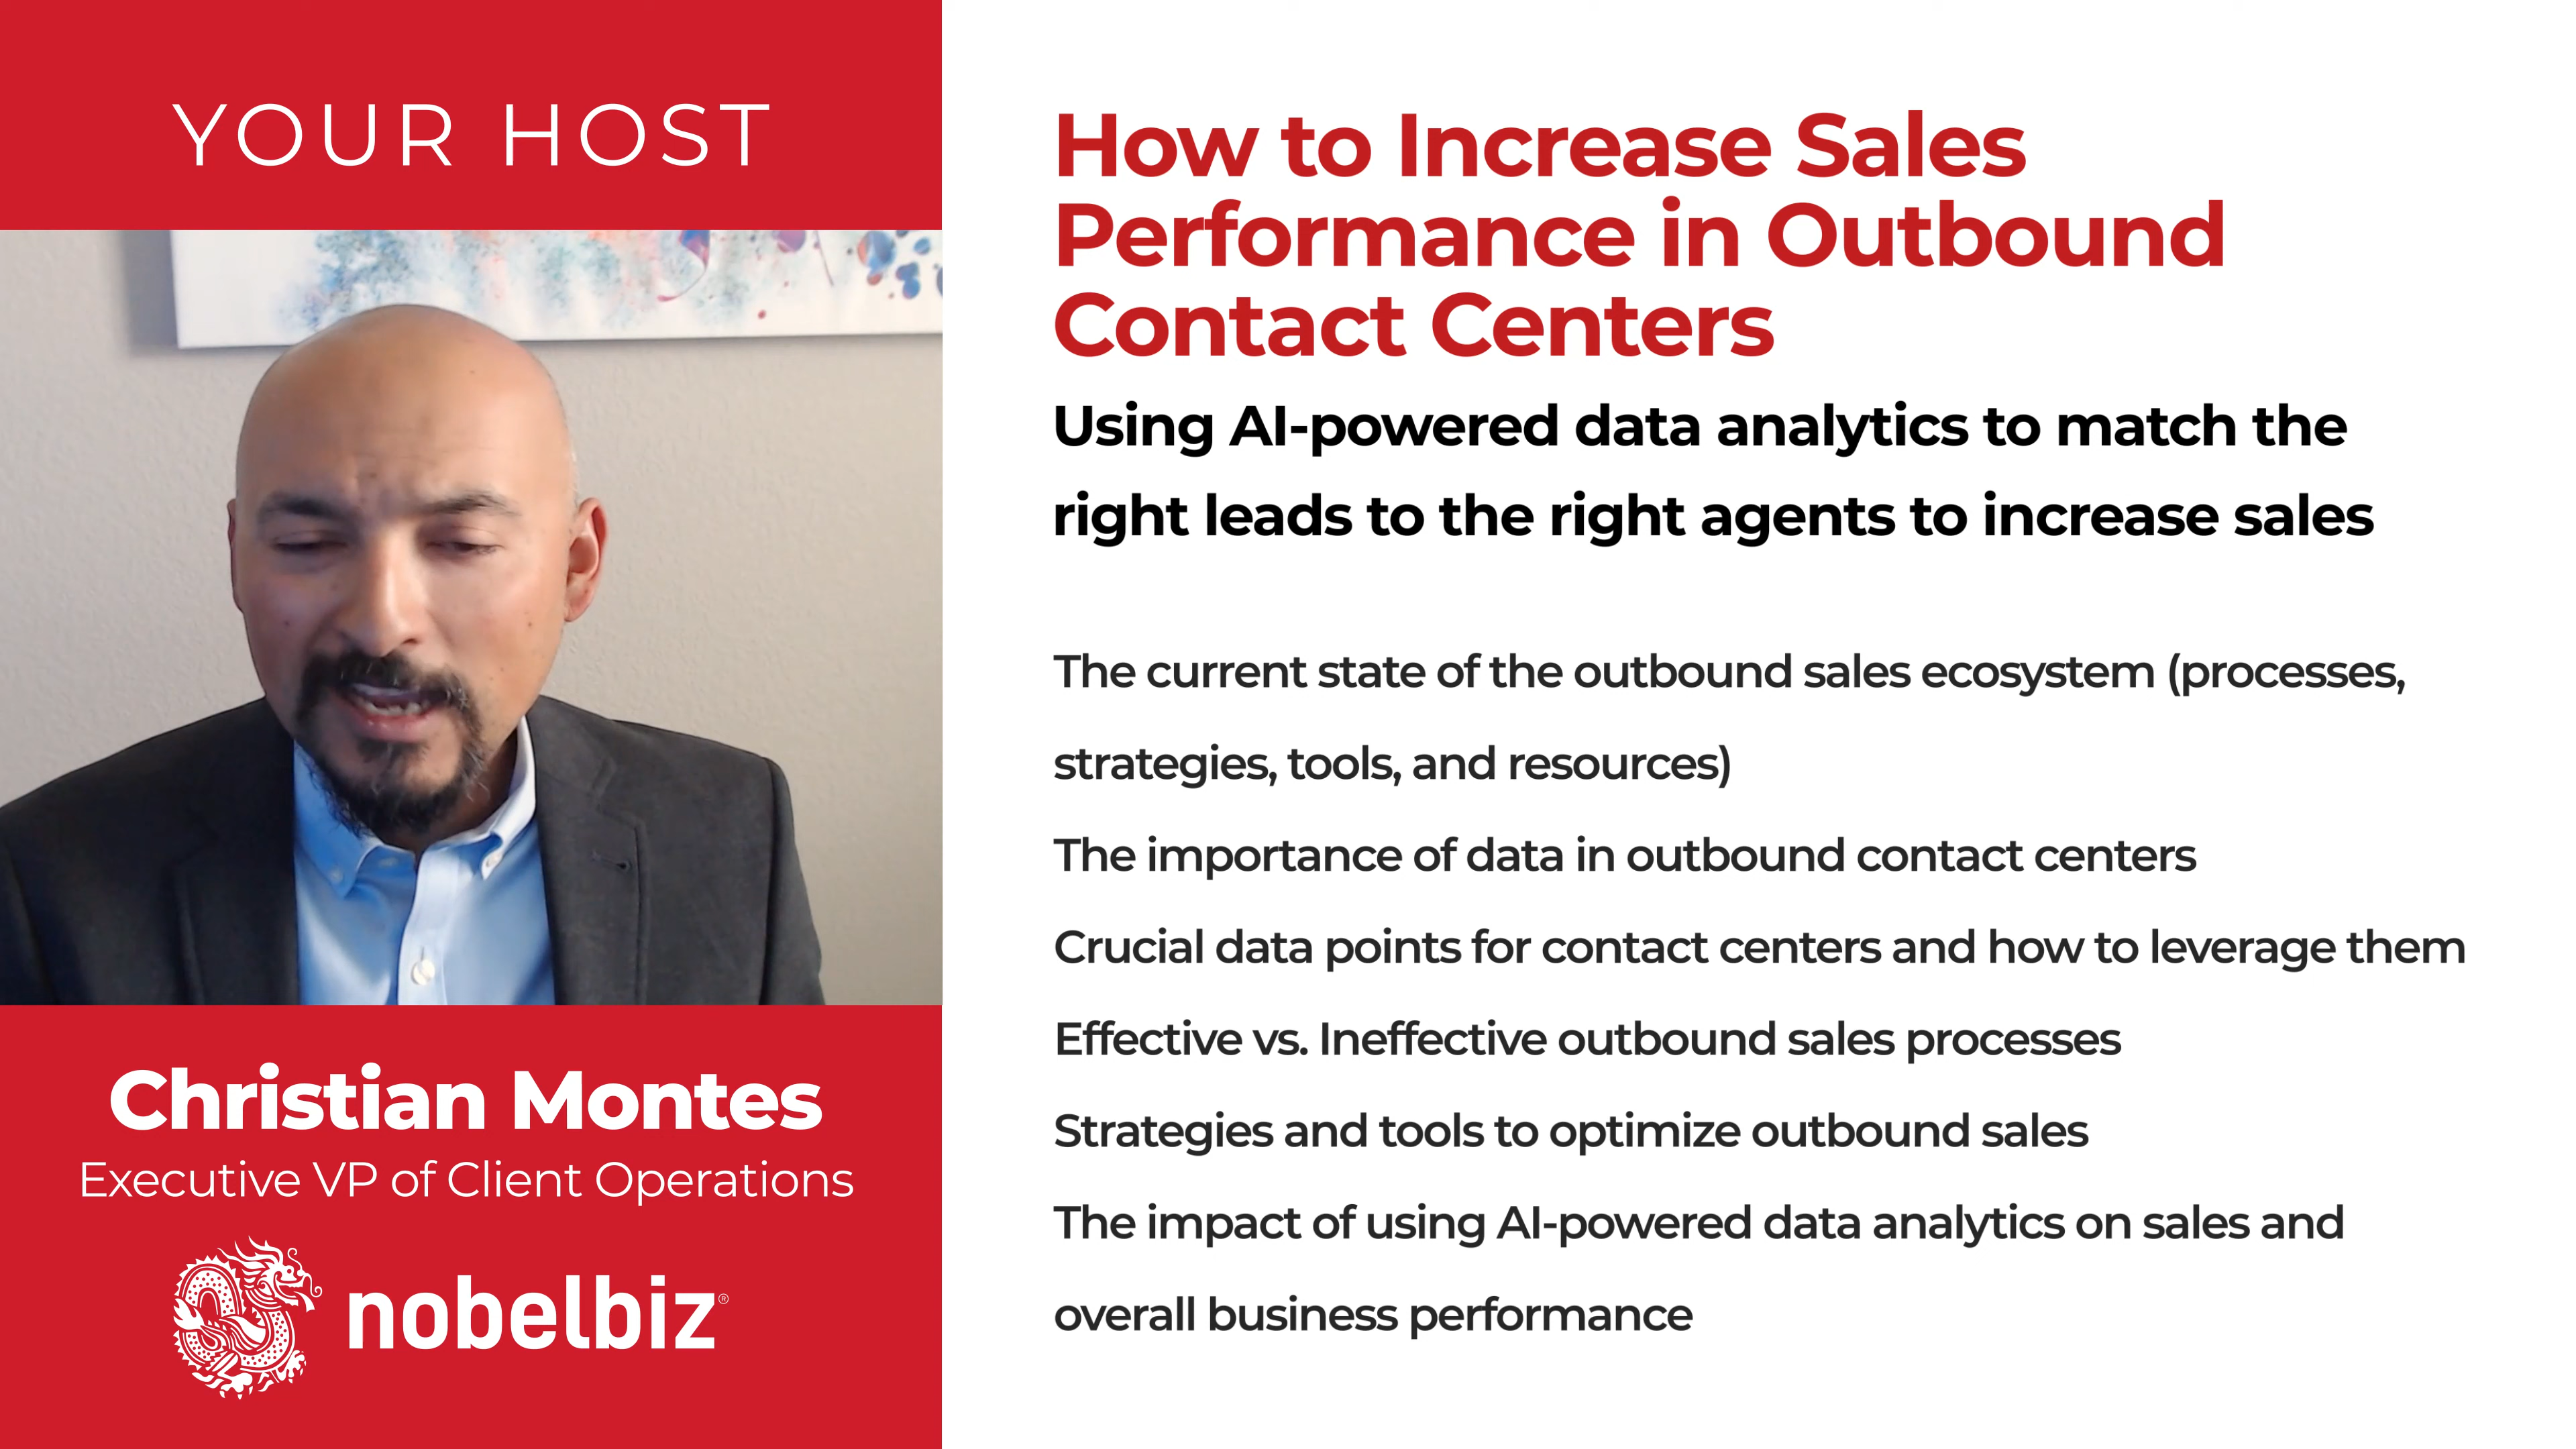 YOUR HOST
Christian Montes
Executive VP of Client Operations
nobelbiz®
How to Increase Sales
Performance in Outbound
Contact Centers
Using AI-powered data analytics to match the
right leads to the right agents to increase sales
The current state of the outbound sales ecosystem (processes,
strategies, tools, and resources)
The importance of data in outbound contact centers
Crucial data points for contact centers and how to leverage them
Effective vs. Ineffective outbound sales processes
Strategies and tools to optimize outbound sales
The impact of using AI-powered data analytics on sales and
overall business performance